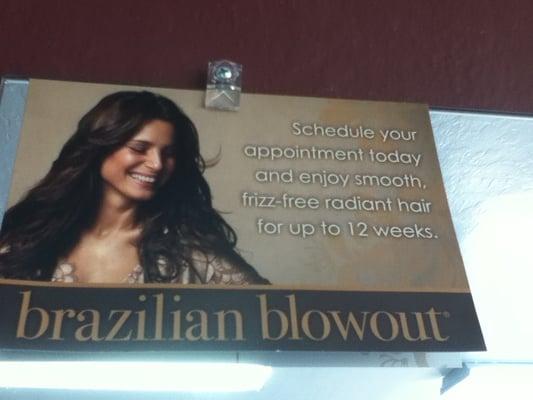 Schedule your
appointment today
and enjoy smooth,
frizz-free radiant hair
for up to 12 weeks.
brazilian blowout®